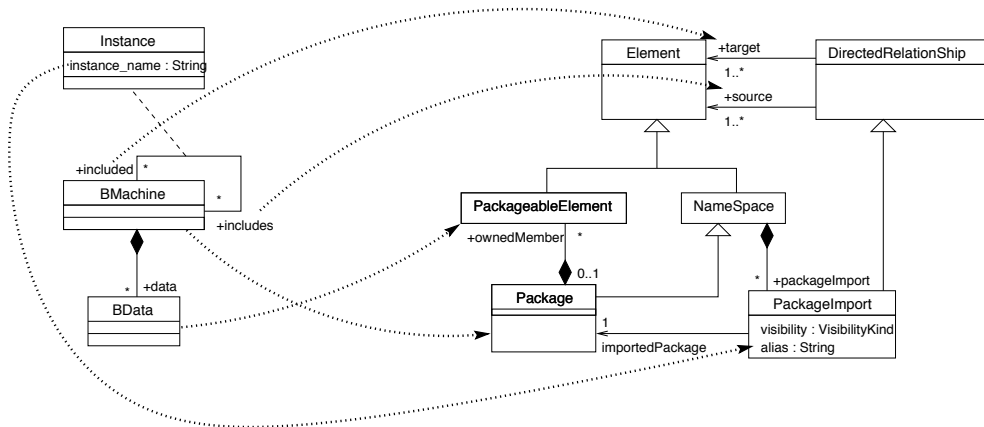 Instance
instance_name : String
+included
*
BMachine
*
+includes
*
+data
BData
Element
+target
1..*
+source
1..*
DirectedRelationShip
PackageableElement
NameSpace
+ownedMember
*
0..1
*
+packageImport
Package
1
importedPackage
PackageImport
visibility : VisibilityKind
alias : String